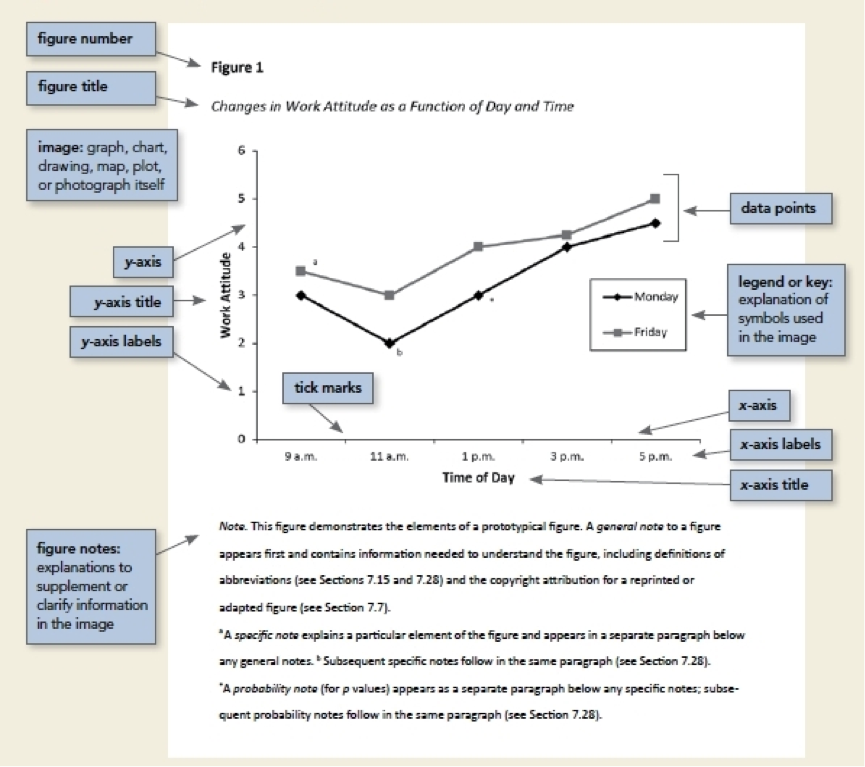 figure number
Figure 1
figure title
Changes in Work Attitude as a Function of Day and Time
image: graph, chart,
drawing, map, plot,
or photograph itself
6
5
4
3
2
1
0
data points
y-axis
y-axis title
y-axis labels
Work Attitude
a
b
*
Monday
Friday
legend or key:
explanation of
symbols used
in the image
tick marks
x-axis
9 a.m. 11 a.m. 1 p.m. 3 p.m. 5 p.m.
x-axis labels
Time of Day
x-axis title
figure notes:
explanations to
supplement or
clarify information
in the image
Note. This figure demonstrates the elements of a prototypical figure. A general note to a figure
appears first and contains information needed to understand the figure, including definitions of
abbreviations (see Sections 7.15 and 7.28) and the copyright attribution for a reprinted or
adapted figure (see Section 7.7).
ᵃA specific note explains a particular element of the figure and appears in a separate paragraph below
any general notes. ᵇ Subsequent specific notes follow in the same paragraph (see Section 7.28).
*A probability note (for p values) appears as a separate paragraph below any specific notes; subse-
quent probability notes follow in the same paragraph (see Section 7.28).